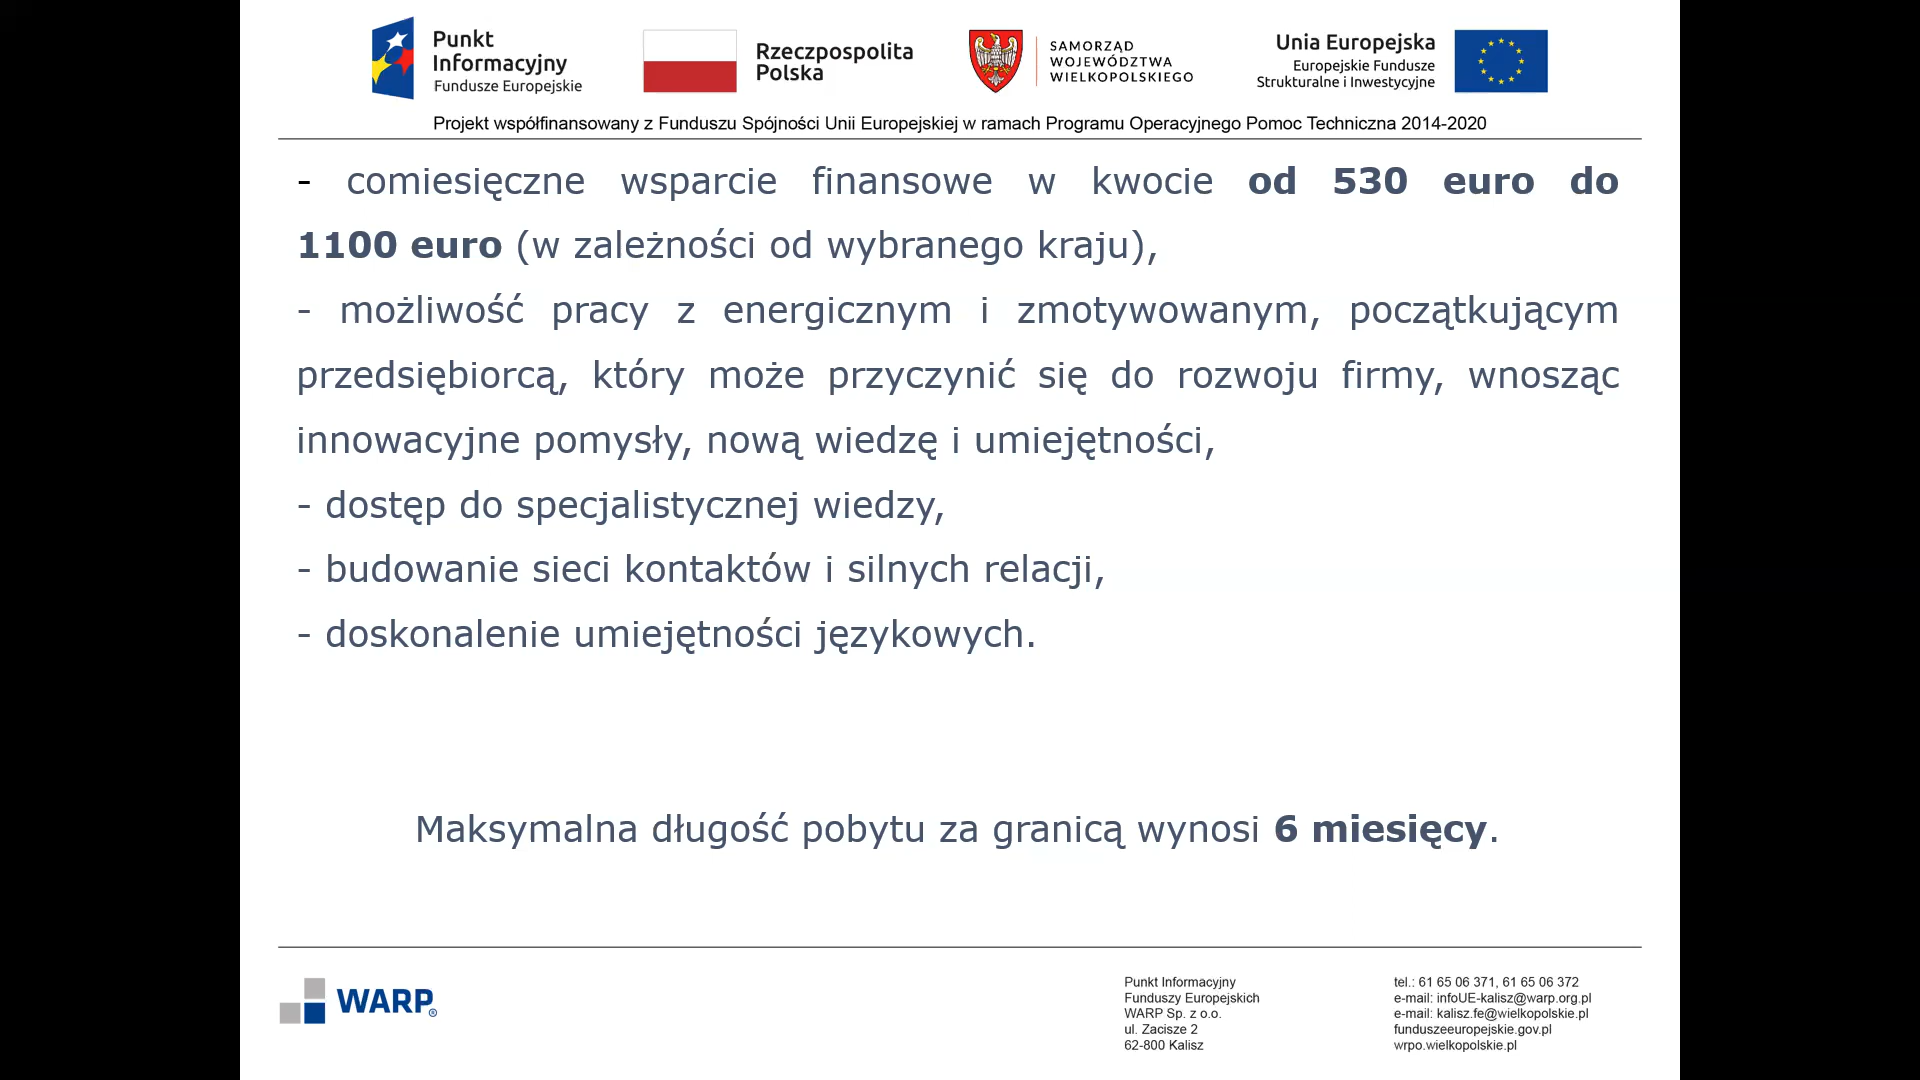 Punkt
Informacyjny
Fundusze Europejskie
Rzeczpospolita
Polska
SAMORZĄD
WOJEWÓDZTWA
WIELKOPOLSKIEGO
Unia Europejska
Europejskie Fundusze
Strukturalne i Inwestycyjne
Projekt współfinansowany z Funduszu Spójności Unii Europejskiej w ramach Programu Operacyjnego Pomoc Techniczna 2014-2020
- comiesięczne wsparcie finansowe w kwocie od 530 euro do
1100 euro (w zależności od wybranego kraju),
- możliwość pracy z energicznym i zmotywowanym, początkującym
przedsiębiorcą, który może przyczynić się do rozwoju firmy, wnosząc
innowacyjne pomysły, nową wiedzę i umiejętności,
- dostęp do specjalistycznej wiedzy,
- budowanie sieci kontaktów i silnych relacji,
- doskonalenie umiejętności językowych.
Maksymalna długość pobytu za granicą wynosi 6 miesięcy.
WARP®
Punkt Informacyjny
Funduszy Europejskich
WARP Sp. z o.o.
ul. Zacisze 2
62-800 Kalisz
tel.: 61 65 06 371, 61 65 06 372
e-mail: infoUE-kalisz@warp.org.pl
e-mail: kalisz.fe@wielkopolskie.pl
funduszeeuropejskie.gov.pl
wrpo.wielkopolskie.pl